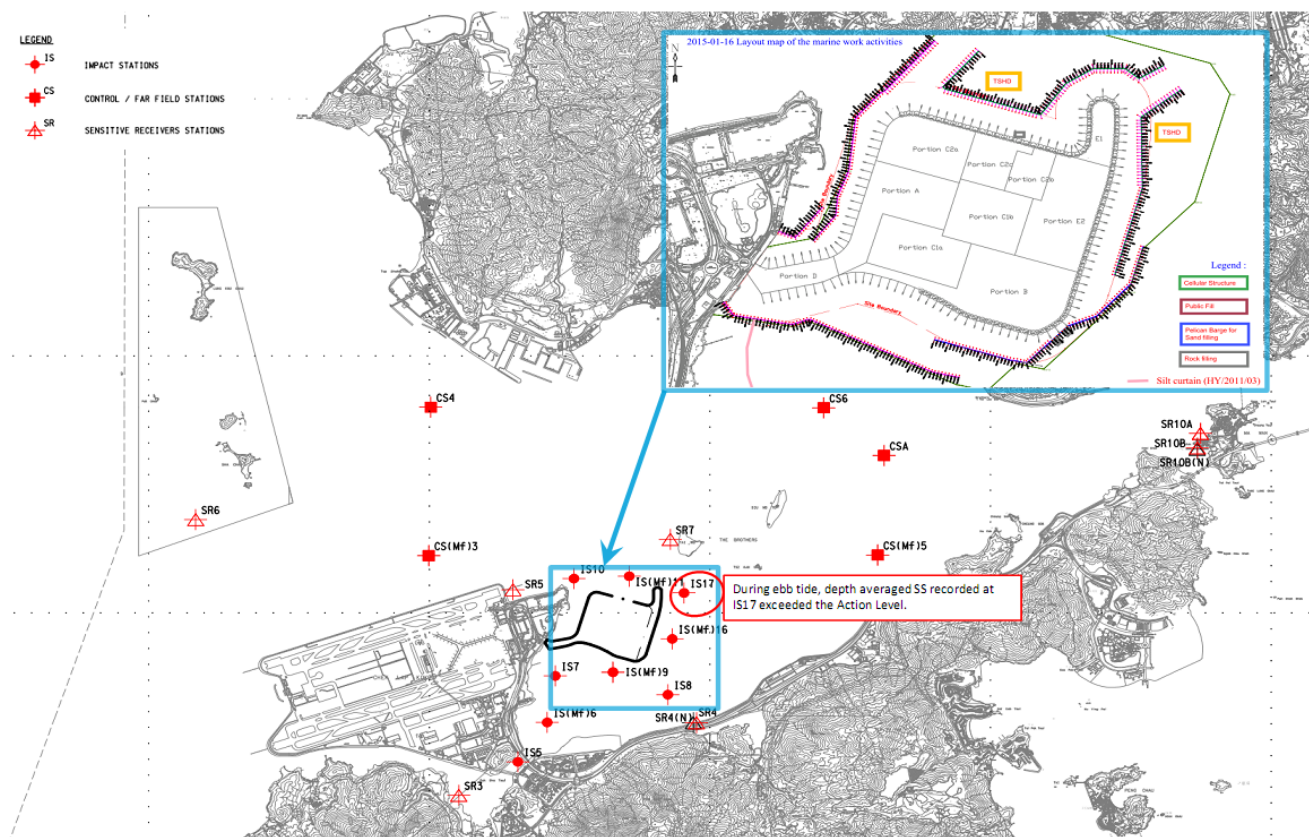 LEGEND
IS
IMPACT STATIONS
CS
CONTROL / FAR FIELD STATIONS
SR
SENSITIVE RECEIVERS STATIONS
2015-01-16 Layout map of the marine work activities
N
TSHD
TSHD
E1
Portion C2a
Portion C2c
Portion C2b
Portion A
Portion C1b
Portion E2
Portion C1a
Portion D
Portion B
Site Boundary
Site Boundary
Legend :
Cellular Structure
Public Fill
Pelican Barge for
Sand filling
Rock filling
Silt curtain (HY/2011/03)
CS4
CS6
CSA
SR10A
SR10B
SR10B(N)
SR6
SR7
THE BROTHERS
CS(Mf)3
CS(Mf)5
IS10
IS(Mf)11
IS17
SR5
During ebb tide, depth averaged SS recorded at
IS17 exceeded the Action Level.
IS(Mf)16
IS7
IS(Mf)9
IS8
IS(Mf)6
SR4(N)
SR4
IS5
SR3